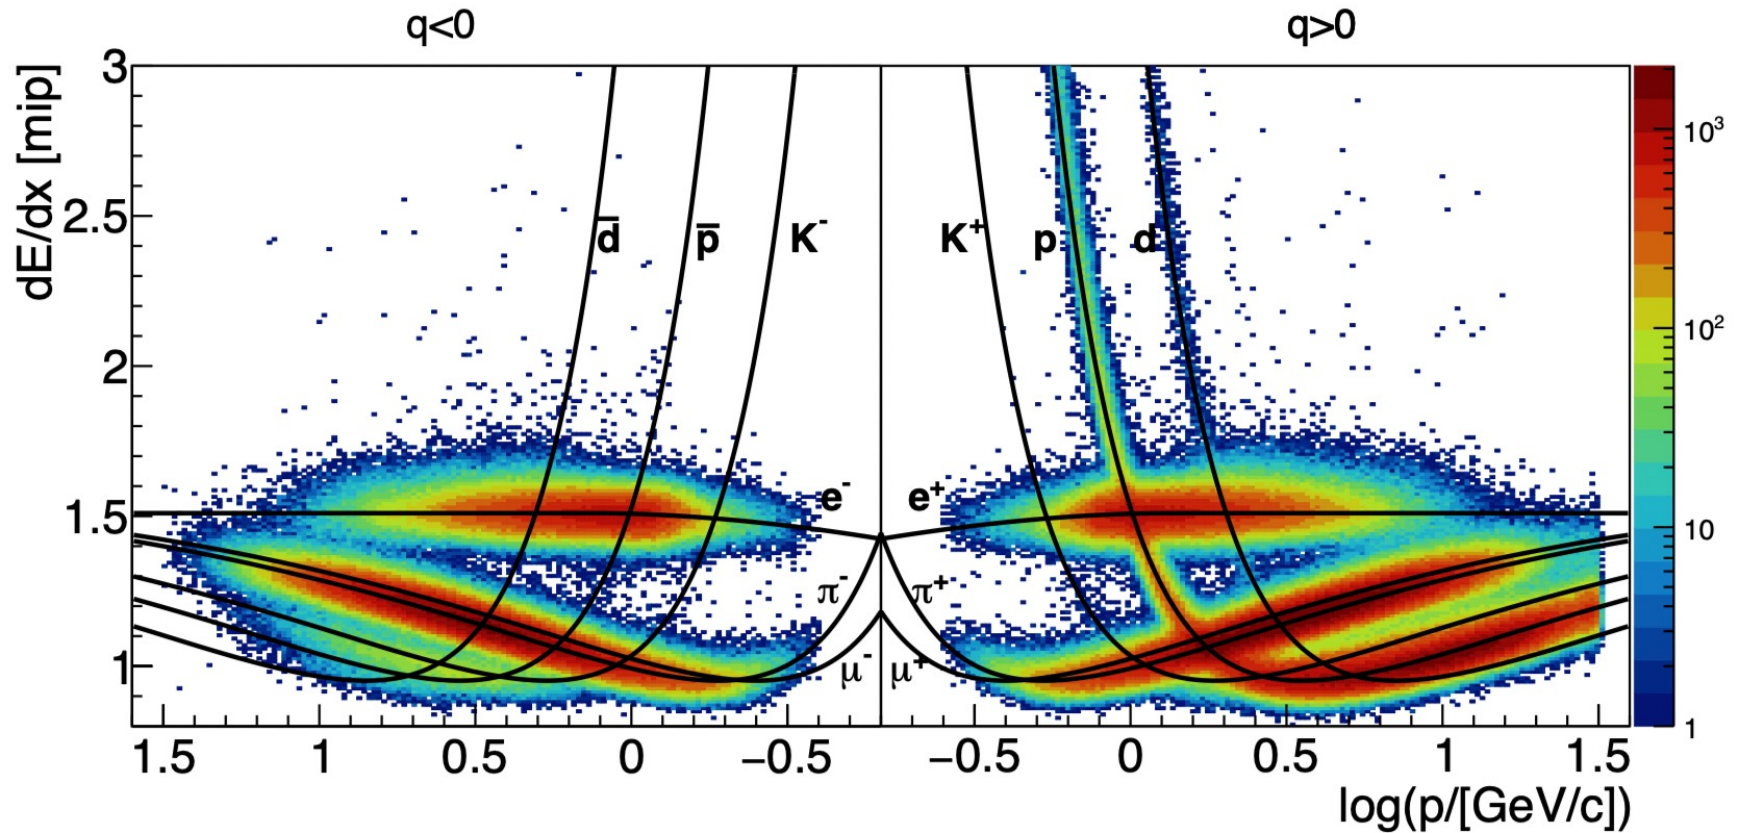 q<0 q>0
dE/dx [mip]
3
2.5
2
1.5
1
d̅ p̅ K⁻ K⁺ p d
e⁻ e⁺
π⁻ π⁺
μ⁻ μ⁺
10³
10²
10
1
1.5 1 0.5 0 −0.5 −0.5 0 0.5 1 1.5
log(p/[GeV/c])